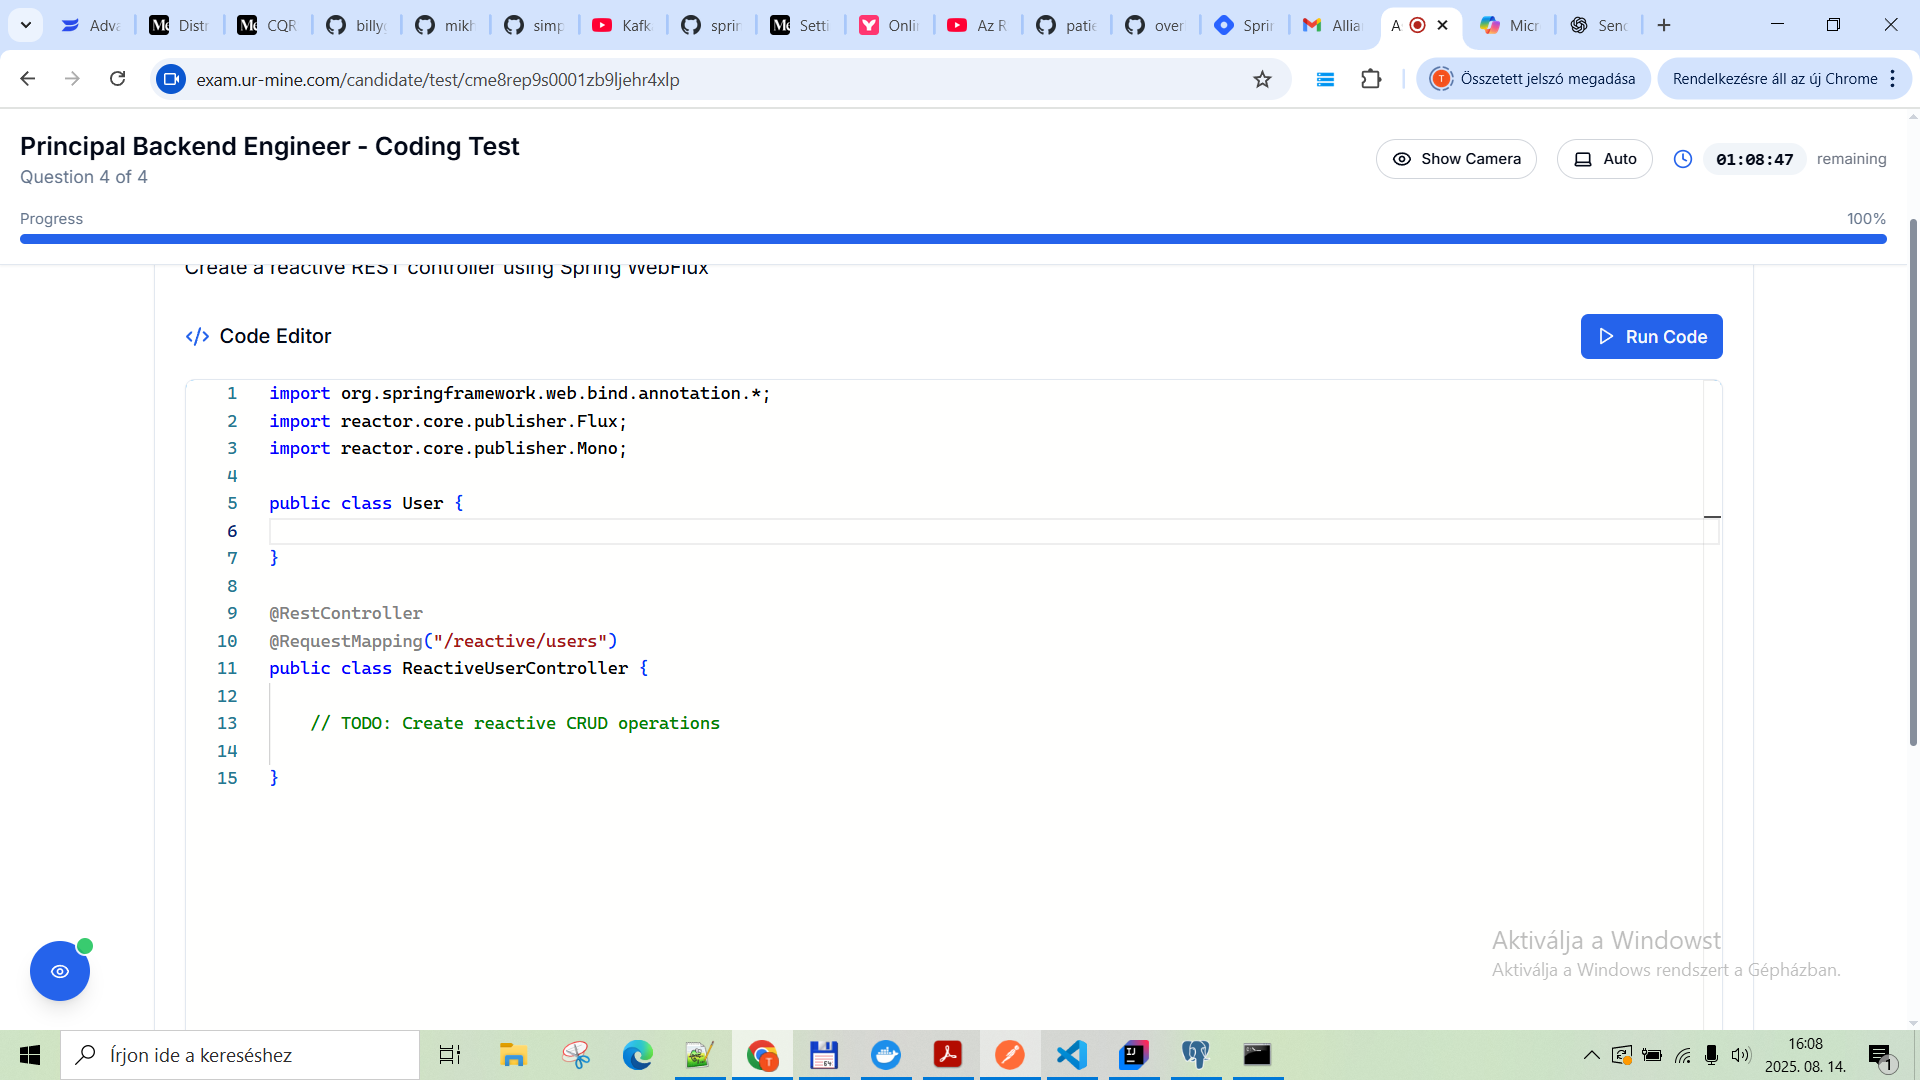 Adva
Distr
CQR
billyg
mikh
simp
Kafk
sprir
Setti
Onlir
Az R
patie
over
Sprir
Allia
A
Micr
Senc
exam.ur-mine.com/candidate/test/cme8rep9s0001zb9ljehr4xlp
Összetett jelszó megadása
Rendelkezésre áll az új Chrome
Principal Backend Engineer - Coding Test
Question 4 of 4
Show Camera
Auto
01:08:47 remaining
Progress
100%
Create a reactive REST controller using Spring WebFlux
</> Code Editor
Run Code
1 import org.springframework.web.bind.annotation.*;
2 import reactor.core.publisher.Flux;
3 import reactor.core.publisher.Mono;
4
5 public class User {
6
7 }
8
9 @RestController
10 @RequestMapping("/reactive/users")
11 public class ReactiveUserController {
12
13 // TODO: Create reactive CRUD operations
14
15 }
Aktiválja a Windowst
Aktiválja a Windows rendszert a Gépházban.
Írjon ide a kereséshez
16:08
2025. 08. 14.
1